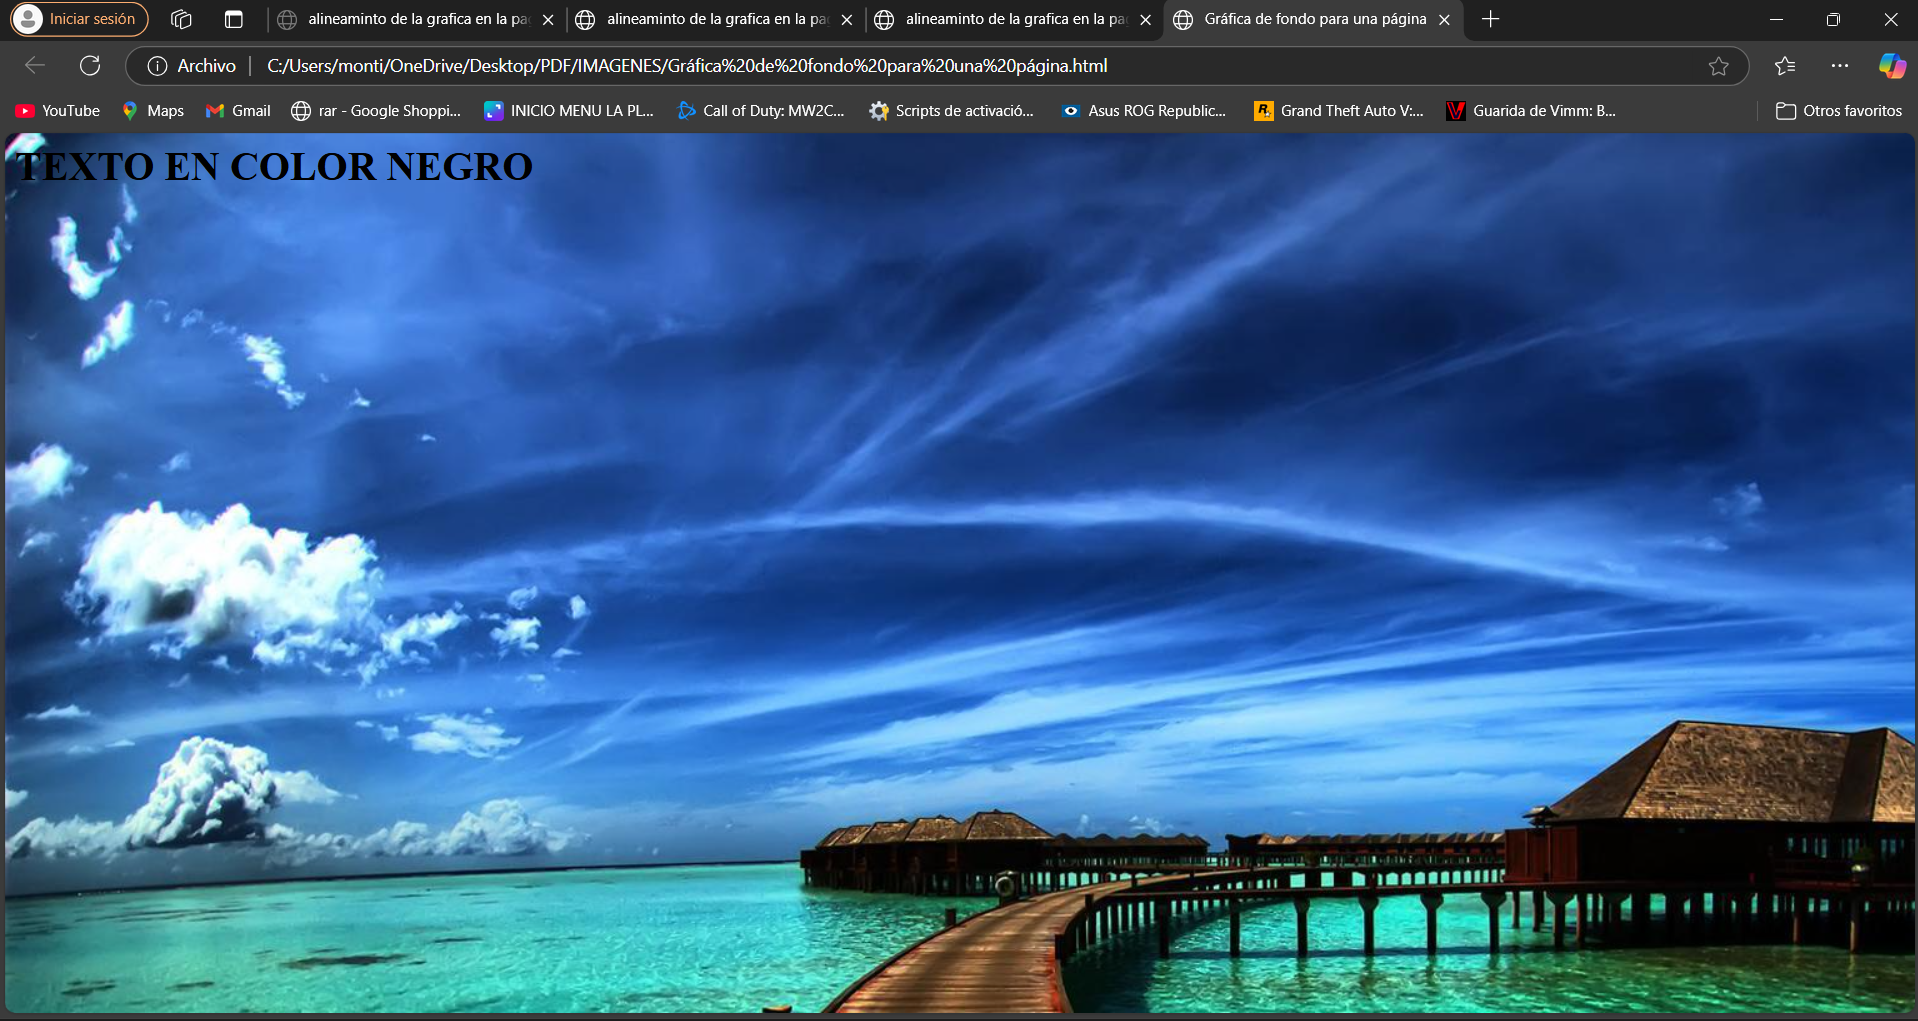 Iniciar sesión
alineaminto de la grafica en la pa
alineaminto de la grafica en la pa
alineaminto de la grafica en la pa
Gráfica de fondo para una página
Archivo
C:/Users/monti/OneDrive/Desktop/PDF/IMAGENES/Gráfica%20de%20fondo%20para%20una%20página.html
YouTube
Maps
Gmail
rar - Google Shoppi...
INICIO MENU LA PL...
Call of Duty: MW2C...
Scripts de activació...
Asus ROG Republic...
Grand Theft Auto V:...
Guarida de Vimm: B...
Otros favoritos
TEXTO EN COLOR NEGRO